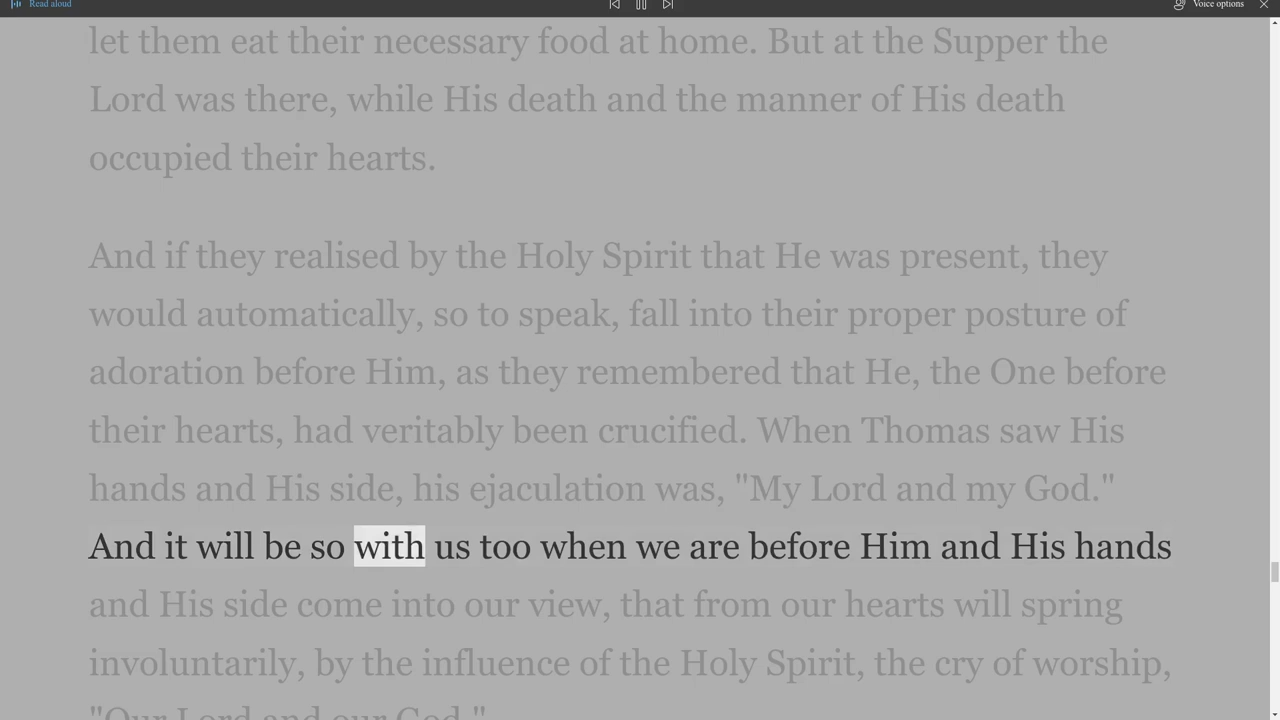 Read aloud
Voice options
let them eat their necessary food at home. But at the Supper the
Lord was there, while His death and the manner of His death
occupied their hearts.
And if they realised by the Holy Spirit that He was present, they
would automatically, so to speak, fall into their proper posture of
adoration before Him, as they remembered that He, the One before
their hearts, had veritably been crucified. When Thomas saw His
hands and His side, his ejaculation was, "My Lord and my God."
And it will be so with us too when we are before Him and His hands
and His side come into our view, that from our hearts will spring
involuntarily, by the influence of the Holy Spirit, the cry of worship,
"Our Lord and our God."